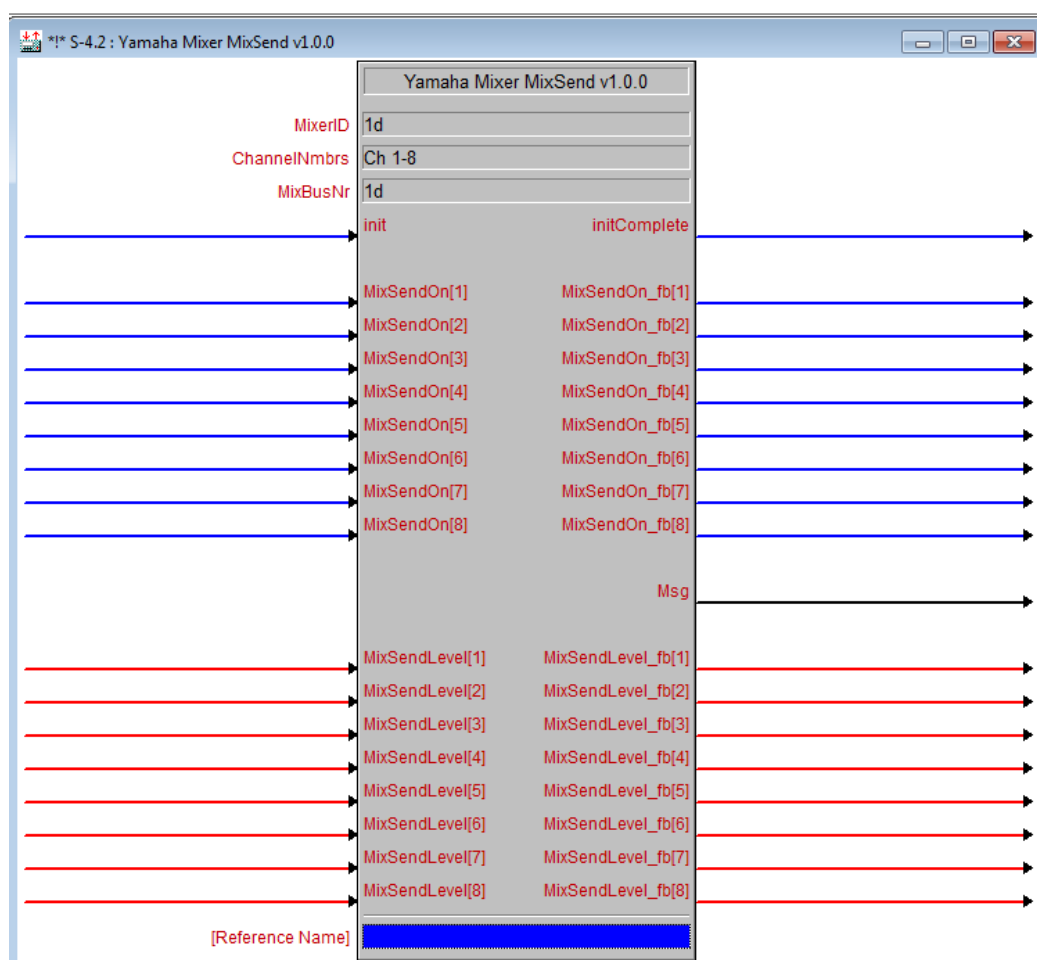 *!* S-4.2 : Yamaha Mixer MixSend v1.0.0
Yamaha Mixer MixSend v1.0.0
MixerID 1d
ChannelNmbrs Ch 1-8
MixBusNr 1d
init initComplete
MixSendOn[1] MixSendOn_fb[1]
MixSendOn[2] MixSendOn_fb[2]
MixSendOn[3] MixSendOn_fb[3]
MixSendOn[4] MixSendOn_fb[4]
MixSendOn[5] MixSendOn_fb[5]
MixSendOn[6] MixSendOn_fb[6]
MixSendOn[7] MixSendOn_fb[7]
MixSendOn[8] MixSendOn_fb[8]
Msg
MixSendLevel[1] MixSendLevel_fb[1]
MixSendLevel[2] MixSendLevel_fb[2]
MixSendLevel[3] MixSendLevel_fb[3]
MixSendLevel[4] MixSendLevel_fb[4]
MixSendLevel[5] MixSendLevel_fb[5]
MixSendLevel[6] MixSendLevel_fb[6]
MixSendLevel[7] MixSendLevel_fb[7]
MixSendLevel[8] MixSendLevel_fb[8]
[Reference Name]